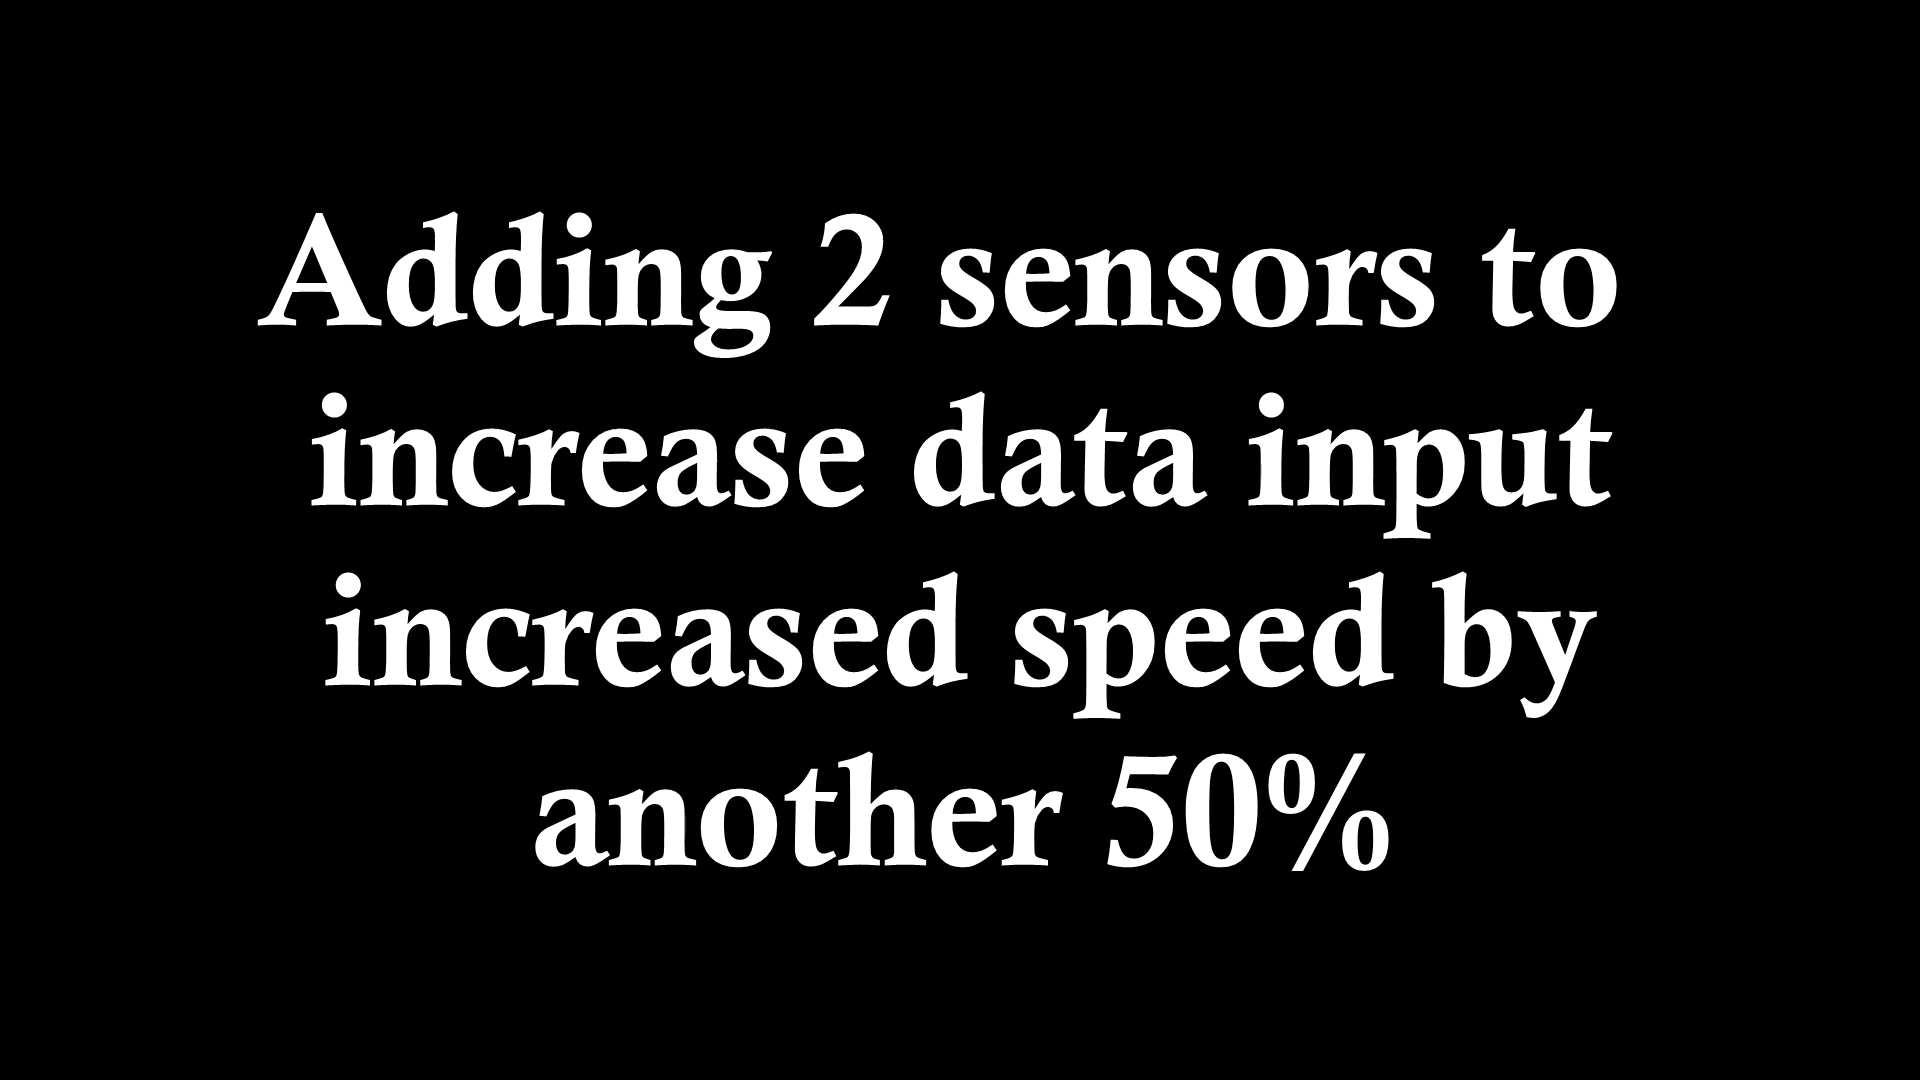 Adding 2 sensors to
increase data input
increased speed by
another 50%